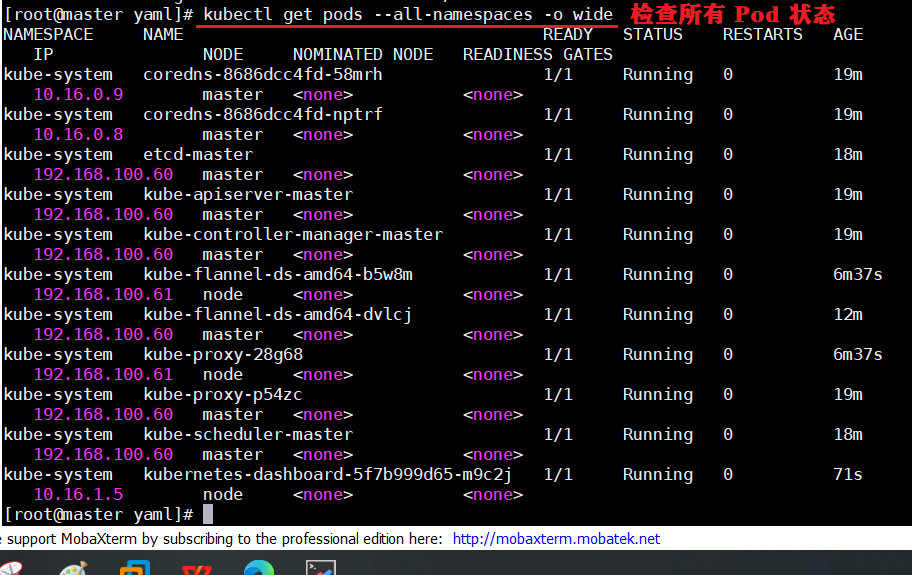 [root@master yaml]# kubectl get pods --all-namespaces -o wide 检查所有 Pod 状态
NAMESPACE NAME READY STATUS RESTARTS AGE
IP NODE NOMINATED NODE READINESS GATES
kube-system coredns-8686dcc4fd-58mrh 1/1 Running 0 19m
10.16.0.9 master <none> <none>
kube-system coredns-8686dcc4fd-nptrf 1/1 Running 0 19m
10.16.0.8 master <none> <none>
kube-system etcd-master 1/1 Running 0 18m
192.168.100.60 master <none> <none>
kube-system kube-apiserver-master 1/1 Running 0 19m
192.168.100.60 master <none> <none>
kube-system kube-controller-manager-master 1/1 Running 0 19m
192.168.100.60 master <none> <none>
kube-system kube-flannel-ds-amd64-b5w8m 1/1 Running 0 6m37s
192.168.100.61 node <none> <none>
kube-system kube-flannel-ds-amd64-dvlcj 1/1 Running 0 12m
192.168.100.60 master <none> <none>
kube-system kube-proxy-28g68 1/1 Running 0 6m37s
192.168.100.61 node <none> <none>
kube-system kube-proxy-p54zc 1/1 Running 0 19m
192.168.100.60 master <none> <none>
kube-system kube-scheduler-master 1/1 Running 0 18m
192.168.100.60 master <none> <none>
kube-system kubernetes-dashboard-5f7b999d65-m9c2j 1/1 Running 0 71s
10.16.1.5 node <none> <none>
[root@master yaml]#
support MobaXterm by subscribing to the professional edition here: http://mobaxterm.mobatek.net